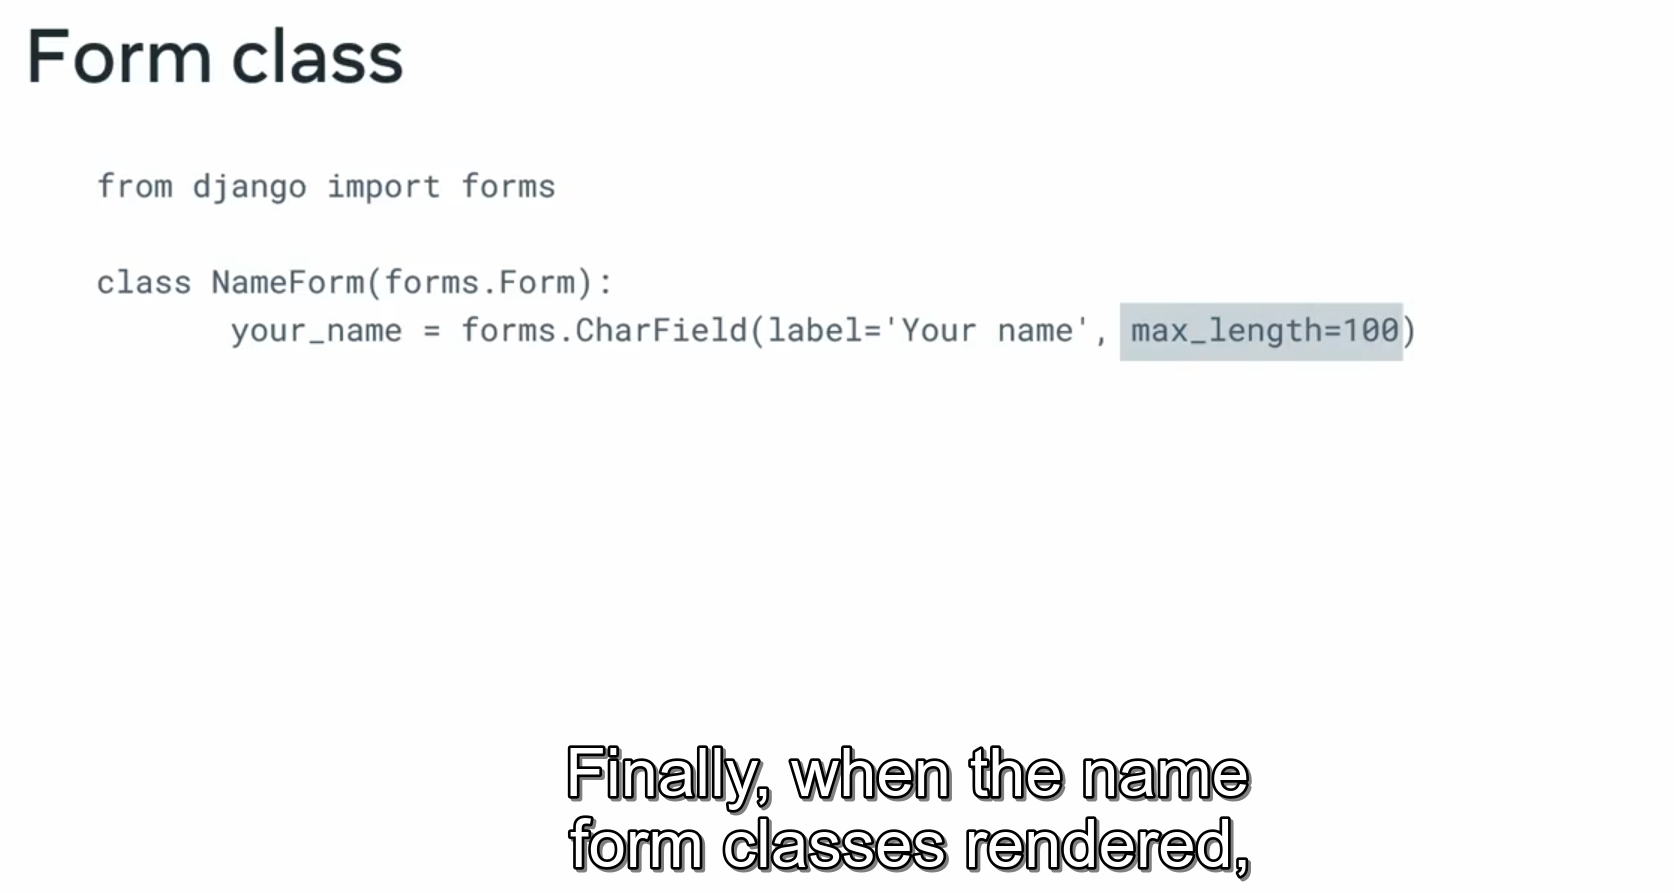 Form class
from django import forms
class NameForm(forms.Form):
your_name = forms.CharField(label='Your name', max_length=100)
Finally, when the name
form classes rendered,